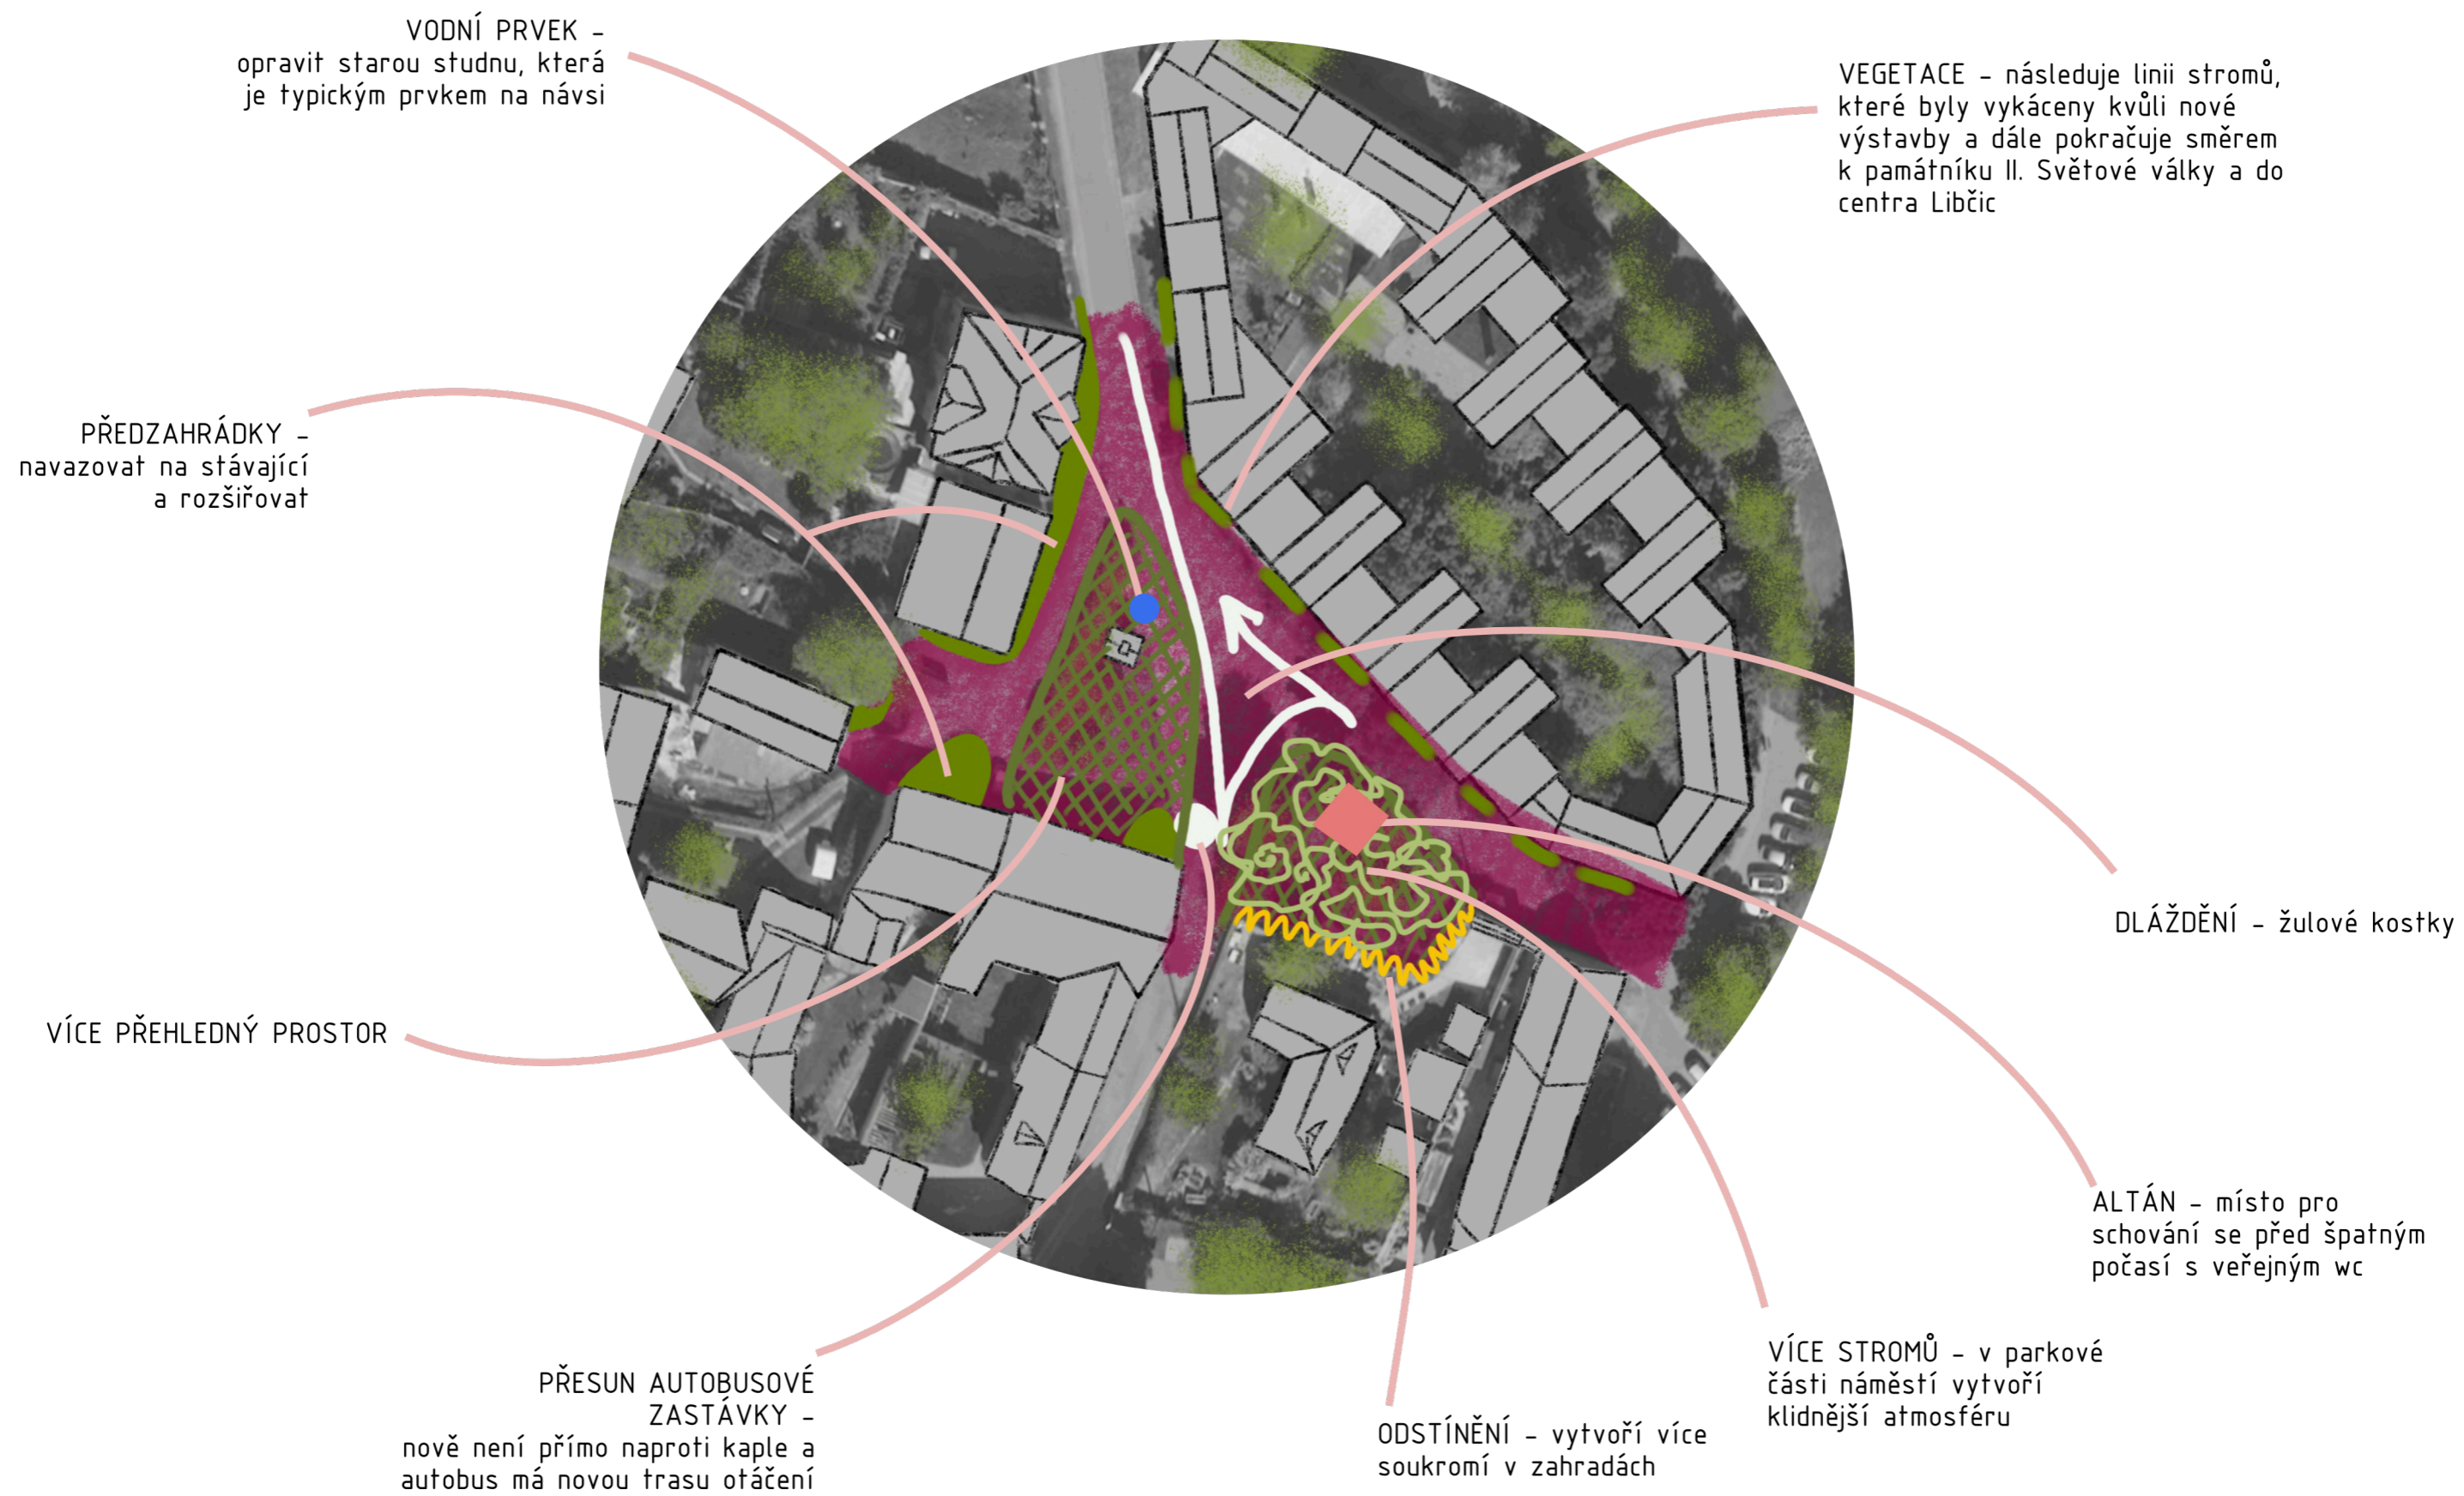 VODNÍ PRVEK –
opravit starou studnu, která
je typickým prvkem na návsi
VEGETACE – následuje linii stromů,
které byly vykáceny kvůli nové
výstavby a dále pokračuje směrem
k památníku II. Světové války a do
centra Libčic
PŘEDZAHRÁDKY –
navazovat na stávající
a rozšiřovat
DLÁŽDĚNÍ – žulové kostky
VÍCE PŘEHLEDNÝ PROSTOR
ALTÁN – místo pro
schování se před špatným
počasí s veřejným wc
VÍCE STROMŮ – v parkové
části náměstí vytvoří
klidnější atmosféru
PŘESUN AUTOBUSOVÉ
ZASTÁVKY –
nově není přímo naproti kaple a
autobus má novou trasu otáčení
ODSTÍNĚNÍ – vytvoří více
soukromí v zahradách